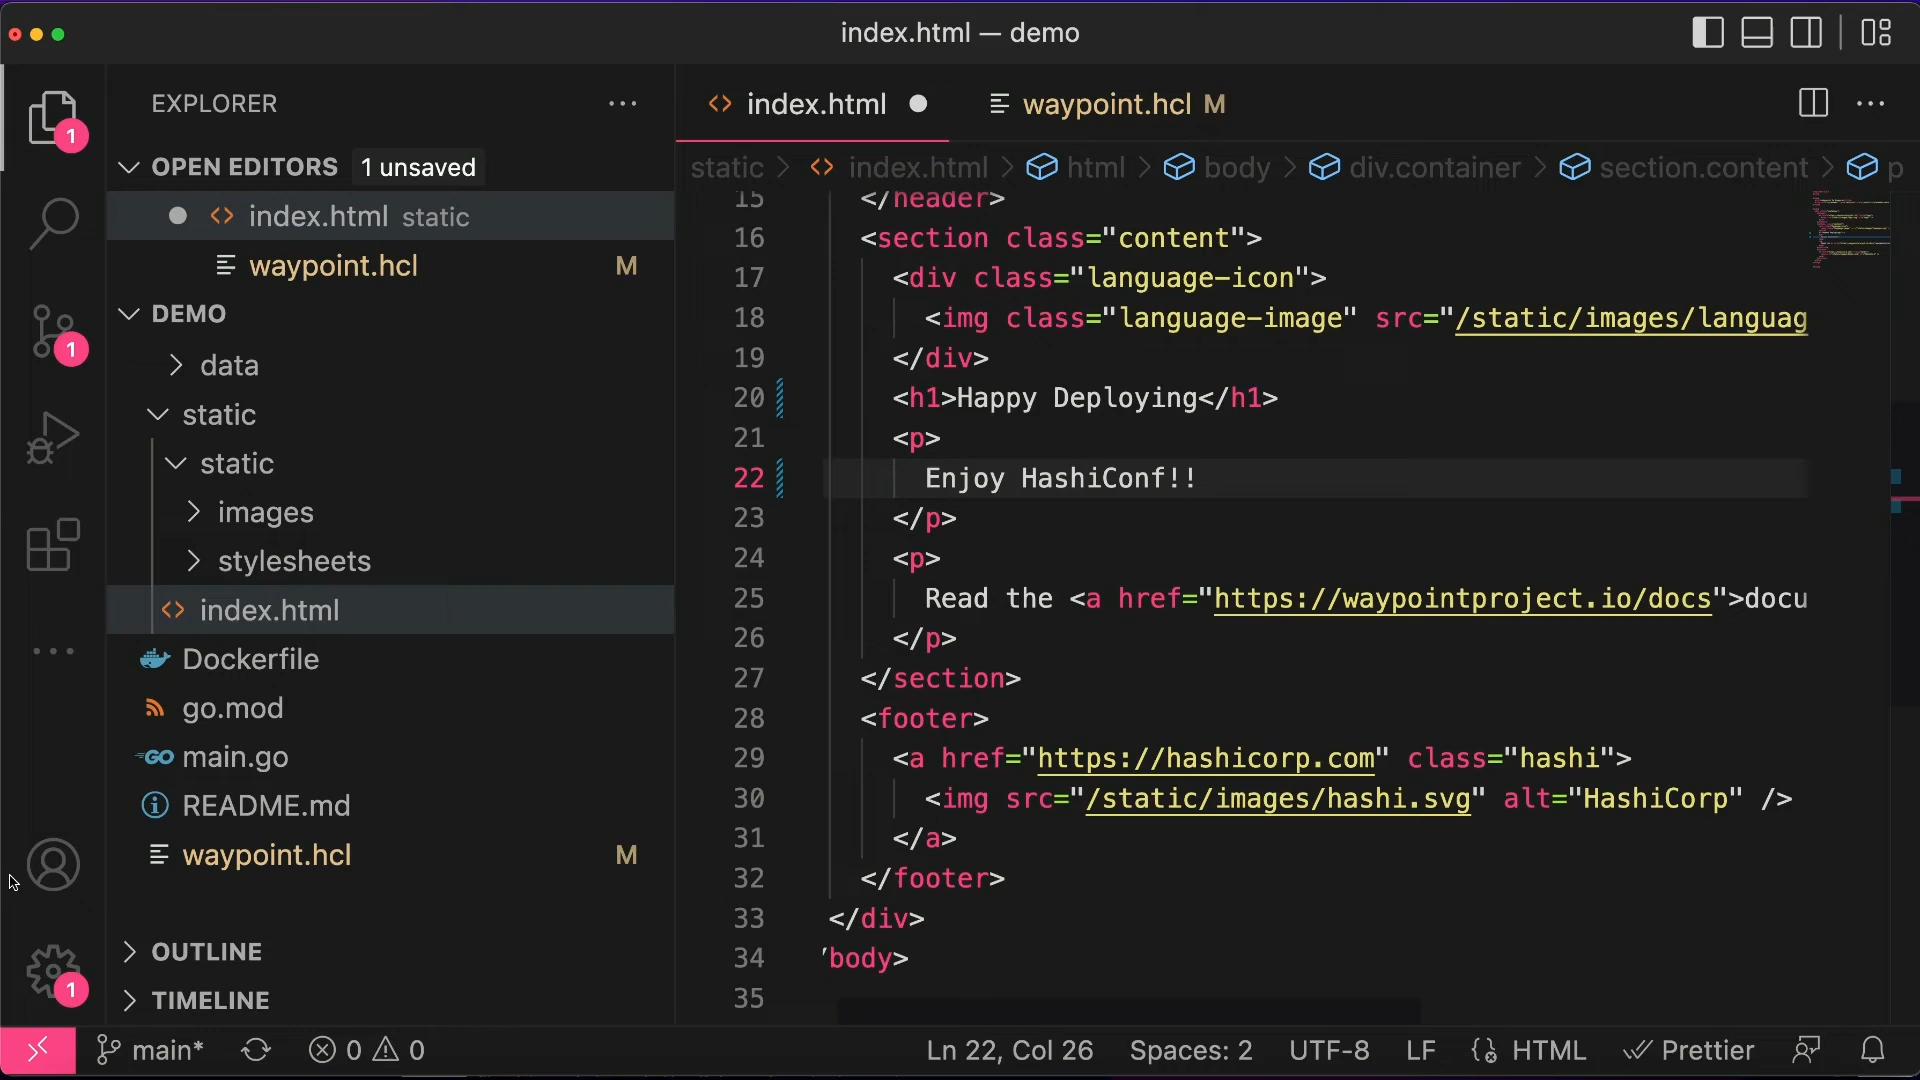 index.html — demo
EXPLORER
OPEN EDITORS 1 unsaved
index.html static
waypoint.hcl M
DEMO
data
static
static
images
stylesheets
index.html
Dockerfile
go.mod
GO main.go
README.md
waypoint.hcl M
OUTLINE
TIMELINE
1
1
1
index.html
waypoint.hcl M
static > index.html > html > body > div.container > section.content > p
15 </header>
16 <section class="content">
17 <div class="language-icon">
18 <img class="language-image" src="/static/images/languag
19 </div>
20 <h1>Happy Deploying</h1>
21 <p>
22 Enjoy HashiConf!!
23 </p>
24 <p>
25 Read the <a href="https://waypointproject.io/docs">docu
26 </p>
27 </section>
28 <footer>
29 <a href="https://hashicorp.com" class="hashi">
30 <img src="/static/images/hashi.svg" alt="HashiCorp" />
31 </a>
32 </footer>
33 </div>
34 /body>
35
main* 0 0 Ln 22, Col 26 Spaces: 2 UTF-8 LF HTML Prettier